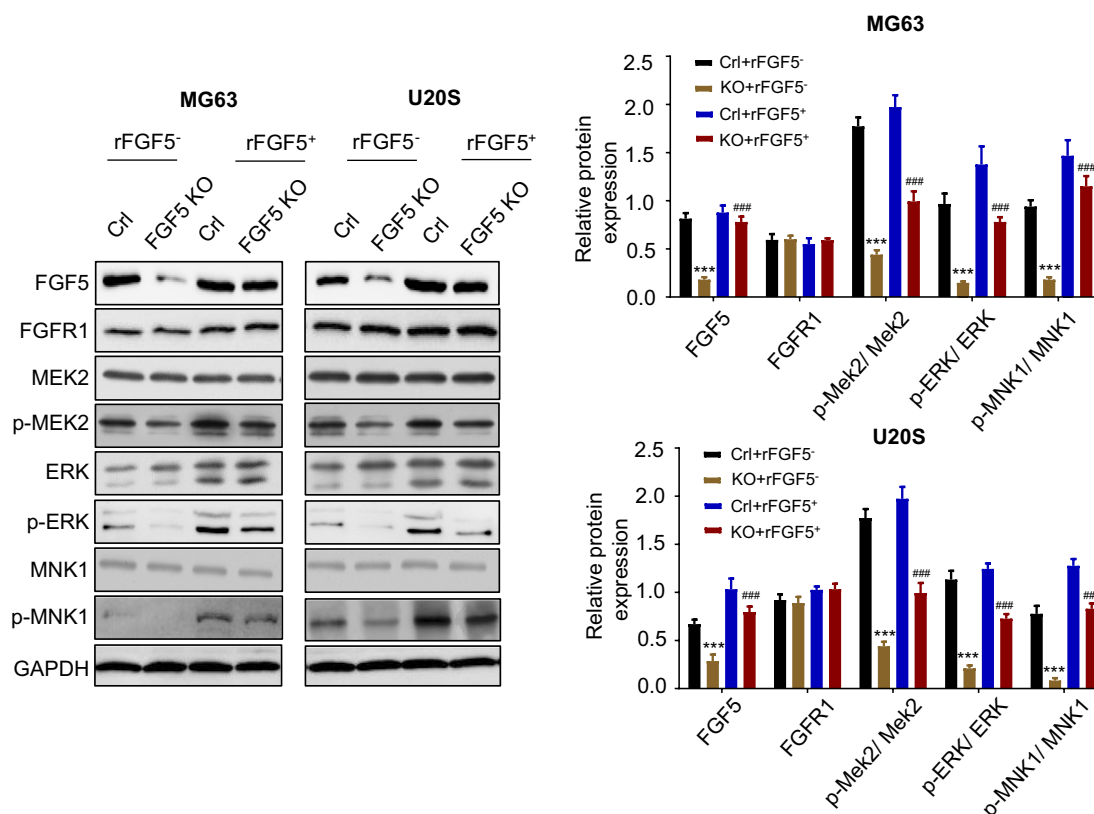 MG63
U20S
rFGF5-
rFGF5+
rFGF5-
rFGF5+
Crl
FGF5 KO
Crl
FGF5 KO
Crl
FGF5 KO
Crl
FGF5 KO
FGF5
FGFR1
MEK2
p-MEK2
ERK
p-ERK
MNK1
p-MNK1
GAPDH
MG63
Relative protein
expression
2.5
2.0
1.5
1.0
0.5
0.0
Crl+rFGF5-
KO+rFGF5-
Crl+rFGF5+
KO+rFGF5+
***
###
***
###
***
###
***
###
FGF5
FGFR1
p-Mek2/ Mek2
p-ERK/ ERK
p-MNK1/ MNK1
U20S
Relative protein
expression
2.5
2.0
1.5
1.0
0.5
0.0
Crl+rFGF5-
KO+rFGF5-
Crl+rFGF5+
KO+rFGF5+
***
###
***
###
***
###
***
##
FGF5
FGFR1
p-Mek2/ Mek2
p-ERK/ ERK
p-MNK1/ MNK1